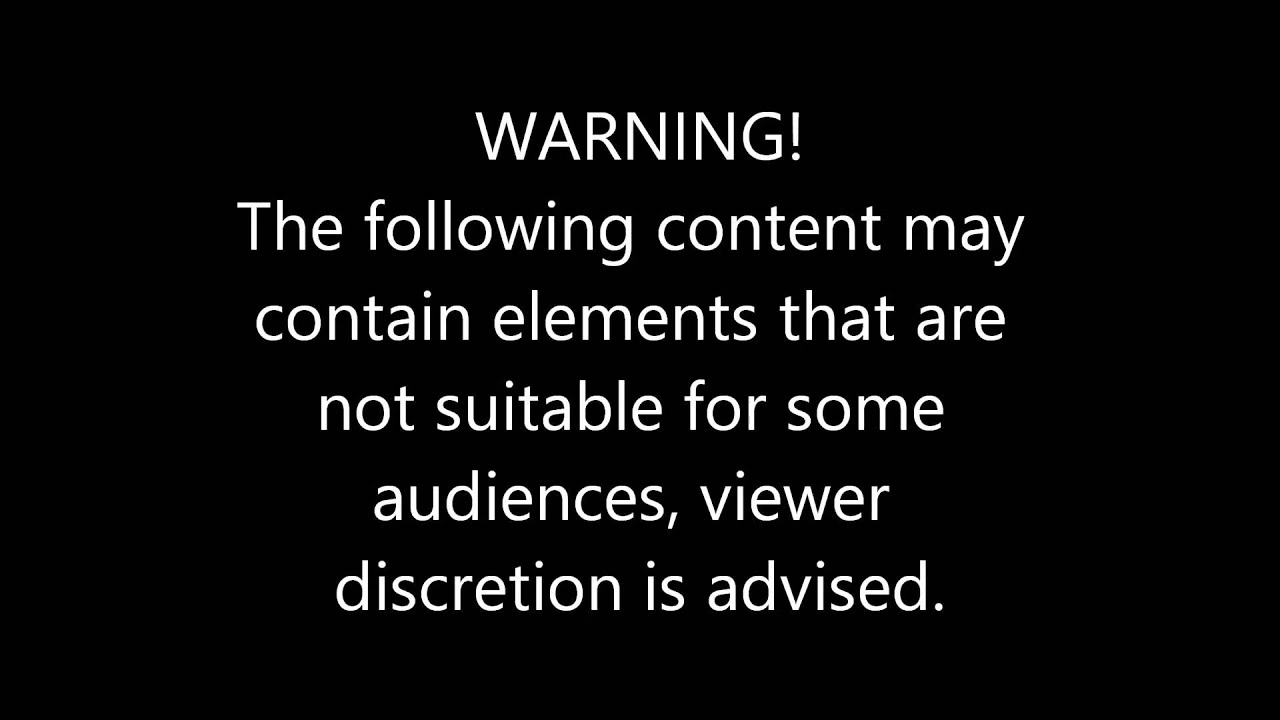 WARNING!
The following content may
contain elements that are
not suitable for some
audiences, viewer
discretion is advised.